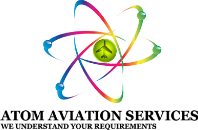 ATOM AVIATION SERVICES
WE UNDERSTAND YOUR REQUIREMENTS